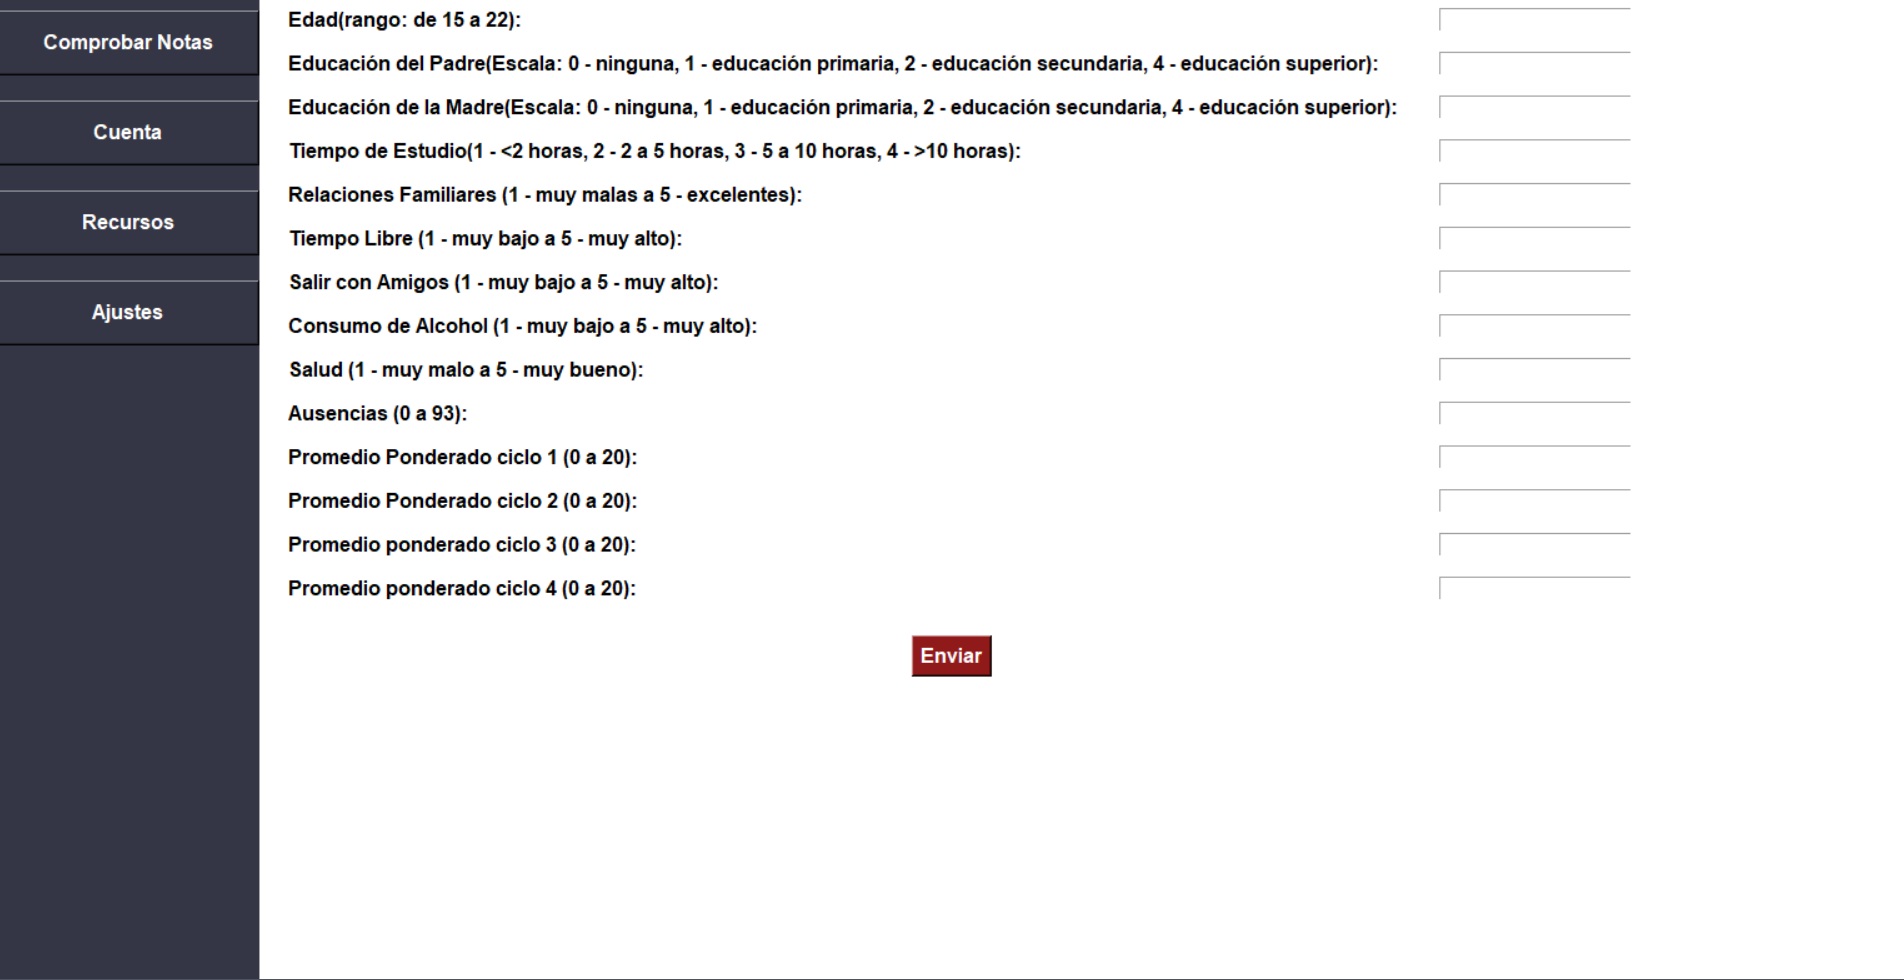 Comprobar Notas
Cuenta
Recursos
Ajustes
Edad(rango: de 15 a 22):
Educación del Padre(Escala: 0 - ninguna, 1 - educación primaria, 2 - educación secundaria, 4 - educación superior):
Educación de la Madre(Escala: 0 - ninguna, 1 - educación primaria, 2 - educación secundaria, 4 - educación superior):
Tiempo de Estudio(1 - <2 horas, 2 - 2 a 5 horas, 3 - 5 a 10 horas, 4 - >10 horas):
Relaciones Familiares (1 - muy malas a 5 - excelentes):
Tiempo Libre (1 - muy bajo a 5 - muy alto):
Salir con Amigos (1 - muy bajo a 5 - muy alto):
Consumo de Alcohol (1 - muy bajo a 5 - muy alto):
Salud (1 - muy malo a 5 - muy bueno):
Ausencias (0 a 93):
Promedio Ponderado ciclo 1 (0 a 20):
Promedio Ponderado ciclo 2 (0 a 20):
Promedio ponderado ciclo 3 (0 a 20):
Promedio ponderado ciclo 4 (0 a 20):
Enviar